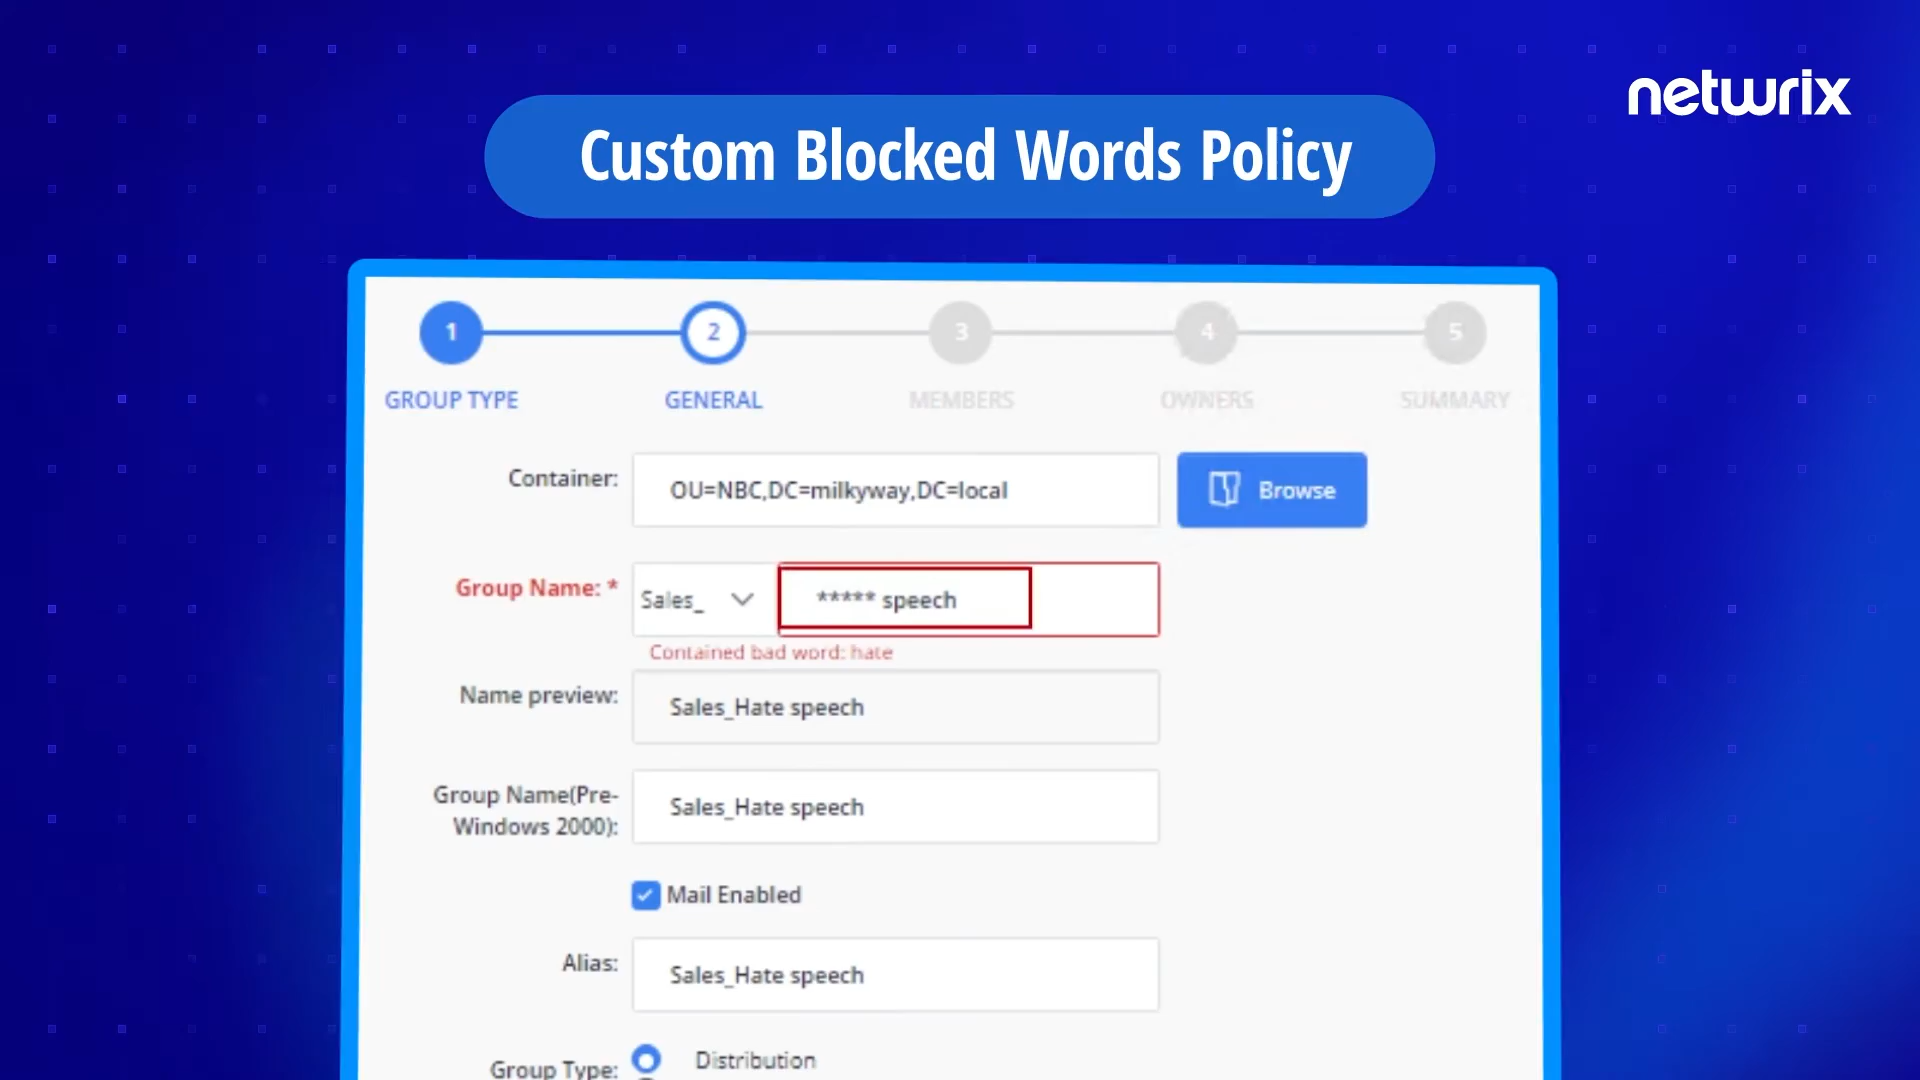 netwrix
Custom Blocked Words Policy
1
2
3
4
5
GROUP TYPE
GENERAL
MEMBERS
OWNERS
SUMMARY
Container:
OU=NBC,DC=milkyway,DC=local
Browse
Group Name: *
Sales_
***** speech
Contained bad word: hate
Name preview:
Sales_Hate speech
Group Name(Pre-
Windows 2000):
Sales_Hate speech
Mail Enabled
Alias:
Sales_Hate speech
Group Type:
Distribution